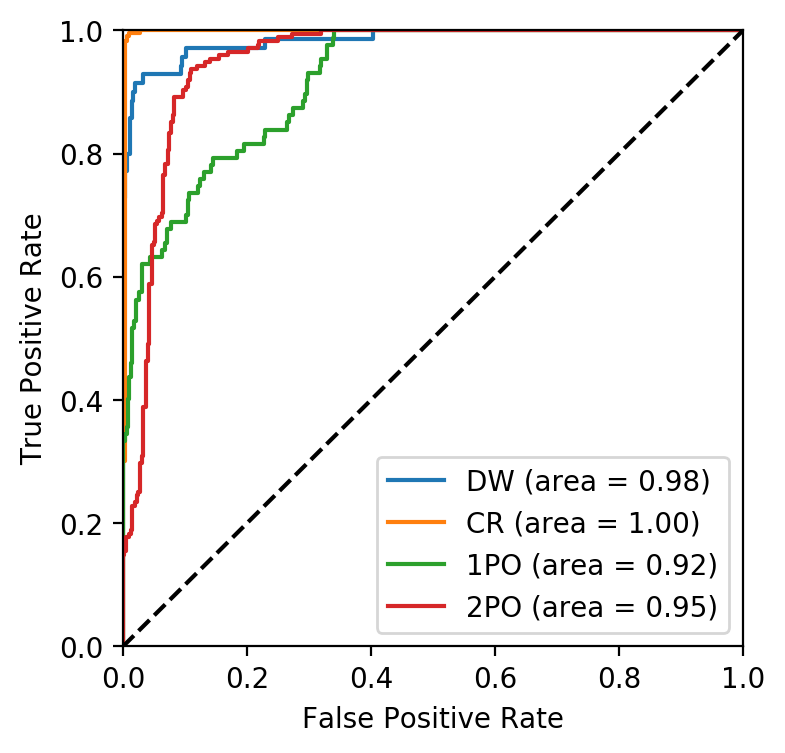 1.0
0.8
0.6
0.4
0.2
0.0
True Positive Rate
DW (area = 0.98)
CR (area = 1.00)
1PO (area = 0.92)
2PO (area = 0.95)
0.0 0.2 0.4 0.6 0.8 1.0
False Positive Rate